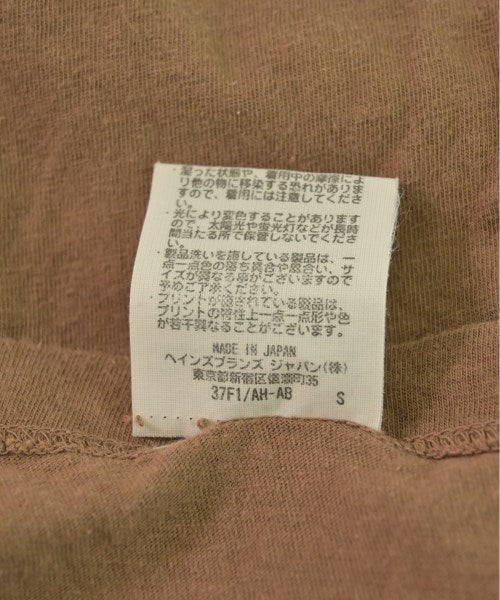 湿った状態や、着用中の摩擦によ
り他の物に移染する恐れがありま
すので、着用には注意してくださ
い。
・光により変色することがあります
ので、太陽光や蛍光灯などが長時
間当たる所で保管しないでくださ
い。
・製品洗いを施している製品は、一
点一点色の落ち具合や風合い、サ
イズが異なる事がございますので
予めご了承ください。
プリントが施されている製品は、
プリントの特性上一点一点形や色
が若干異なることがございます。
MADE IN JAPAN
ヘインズブランズ ジャパン(株)
東京都新宿区信濃町35
37F1/AH-AB S